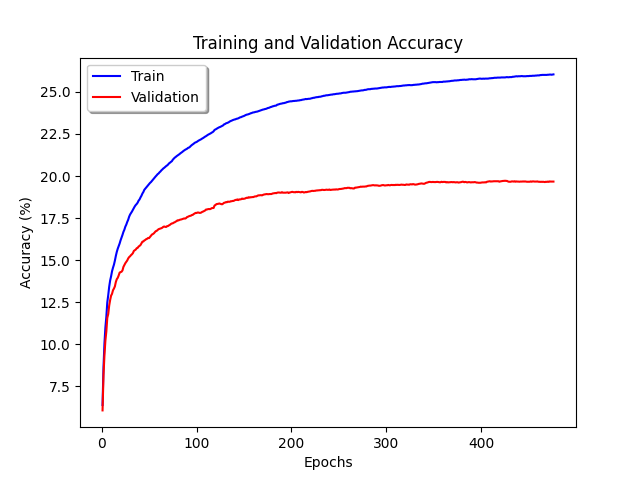 Training and Validation Accuracy
Train
Validation
25.0
22.5
20.0
17.5
15.0
12.5
10.0
7.5
Accuracy (%)
0
100
200
300
400
Epochs